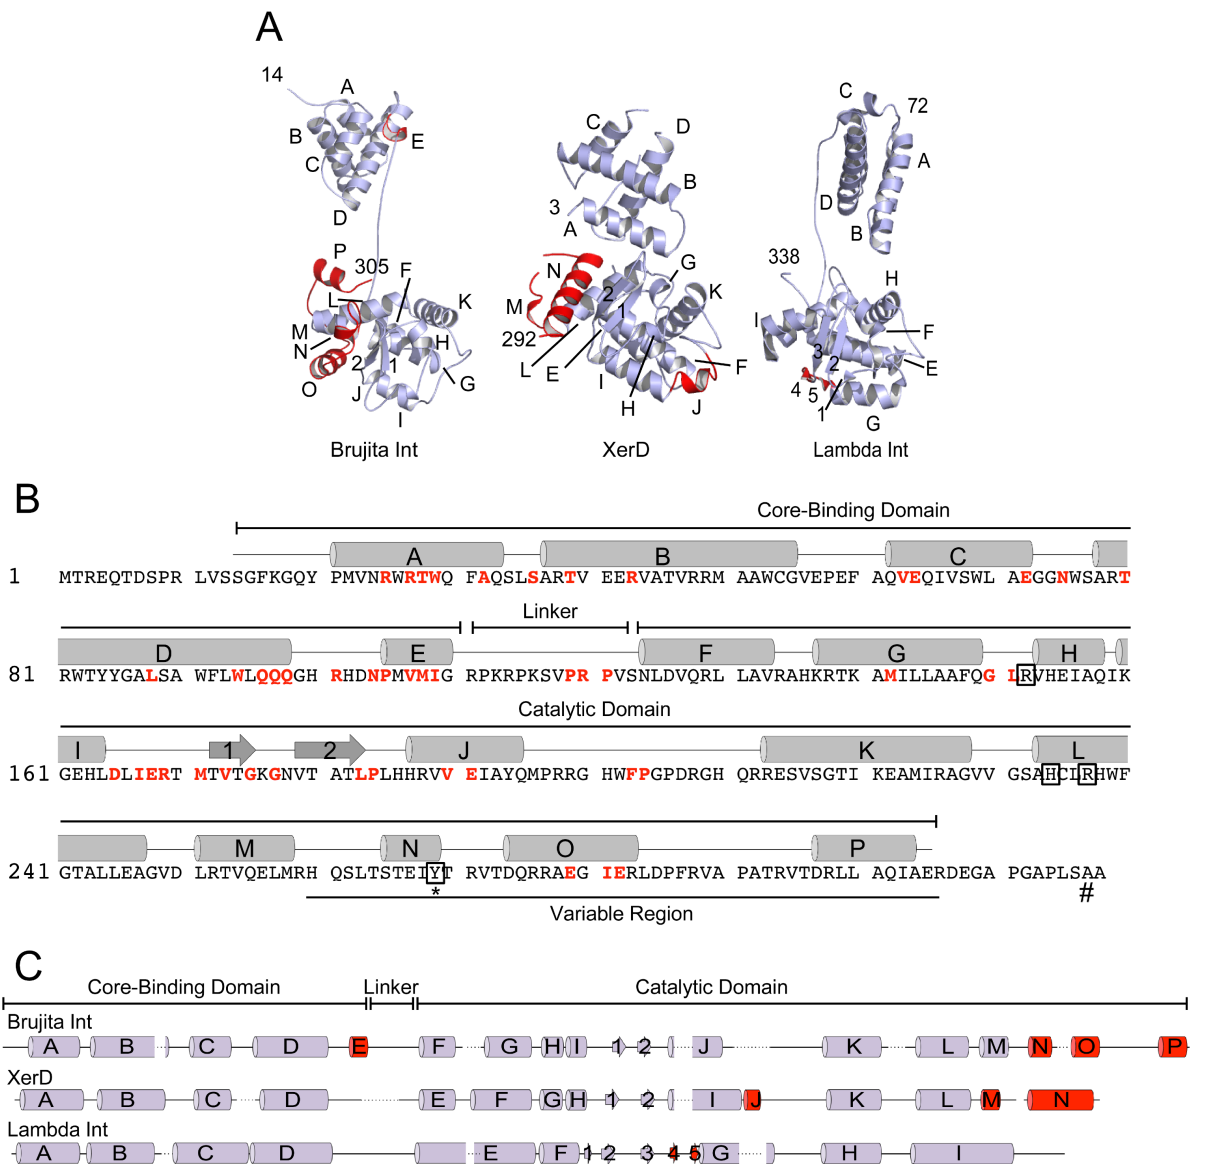 A
14 A B C D E P 305 F L K M N H O 2 1 J G I
C D B 3 A N G 2 K M 1 292 L E F I H J
C 72 A D B 338 H I F 3 2 E 4 5 1 G
Brujita Int XerD Lambda Int
B
Core-Binding Domain
A B C
1 MTREQTDSPR LVSSGFKGQY PMVNRWRTWQ FAQSLSARTV EERVATVRRM AAWCGVEPEF AQVEQIVSWL AEGGNWSART
Linker
D E F G H
81 RWTYYGALSA WFLWLQQQGH RHDNPMVMIG RPKRPKSVPR PVSNLDVQRL LAVRAHKRTK AMILLAAFQG LRVHEIAQIK
Catalytic Domain
I 1 2 J K L
161 GEHLDLIERT MTVTGKGNVT ATLPLHHRVV EIAYQMPRRG HWFPGPDRGH QRRESVSGTI KEAMIRAGVV GSAHCLRHWF
M N O P
241 GTALLEAGVD LRTVQELMRH QSLTSTEIYT RVTDQRRAEG IERLDPFRVA PATRVTDRLL AQIAERDEGA PGAPLSAA
* #
Variable Region
C
Core-Binding Domain Linker Catalytic Domain
Brujita Int
A B C D E F G H I 1 2 J K L M N O P
XerD
A B C D E F G H 1 2 I J K L M N
Lambda Int
A B C D E F 1 2 3 4 5 G H I